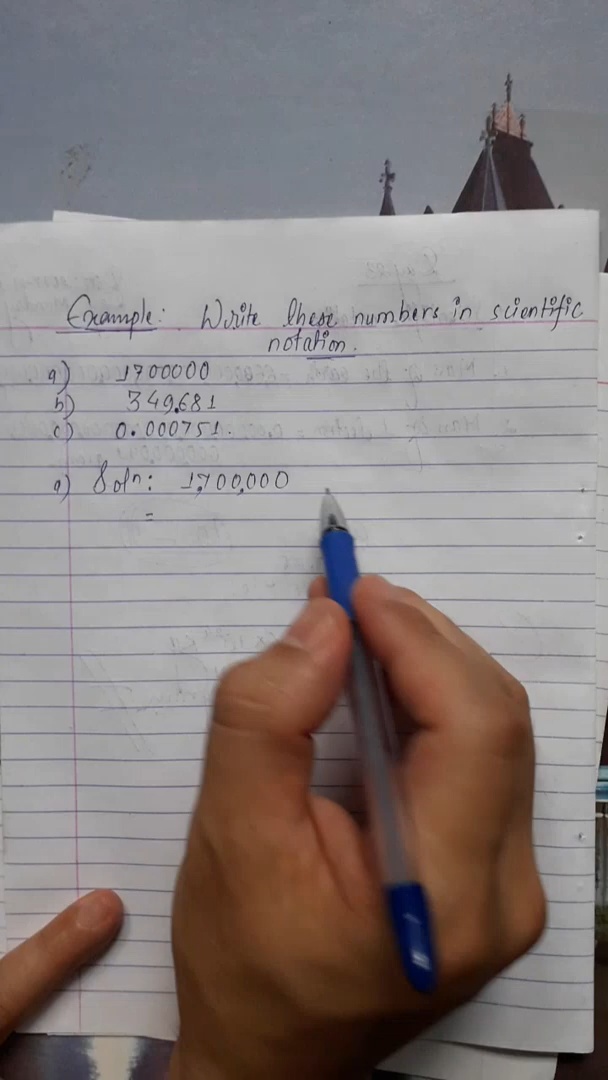 Example: Write these numbers in scientific
notation.
a) 1700000
b) 349.681
c) 0.000751.
a) Solⁿ: 1,700,000
=